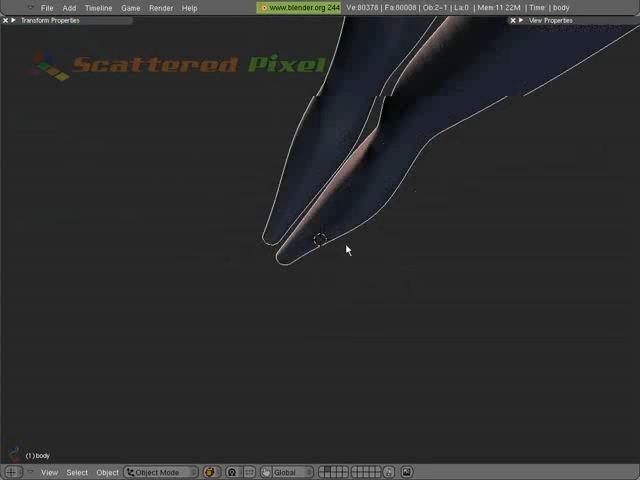 File Add Timeline Game Render Help www.blender.org 244 Ve:80378 | Fa:80008 | Ob:2-1 | La:0 | Mem:11.22M | Time: | body
Transform Properties View Properties
Scattered Pixel
(1) body
View Select Object Object Mode Global